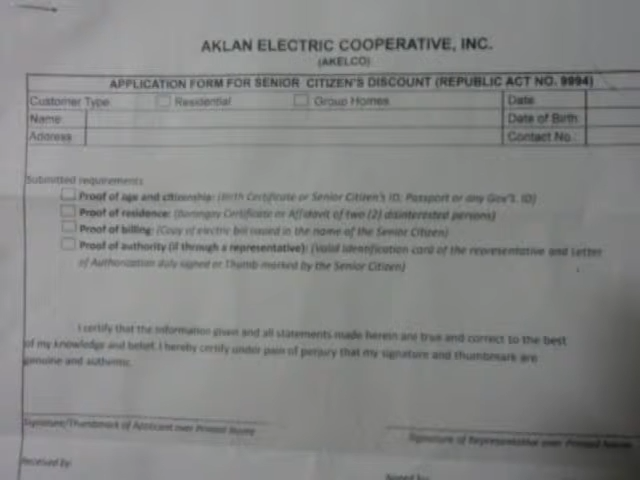 AKLAN ELECTRIC COOPERATIVE, INC.
(AKELCO)
APPLICATION FORM FOR SENIOR CITIZEN'S DISCOUNT (REPUBLIC ACT NO. 9994)
Customer Type Residential Group Homes Date
Name Date of Birth
Address Contact No.:
Submitted requirements
Proof of age and citizenship: (Birth Certificate or Senior Citizen's ID; Passport or any Gov't. ID)
Proof of residence: (Barangay Certificate or Affidavit of two (2) disinterested persons)
Proof of billing: (Copy of electric bill issued in the name of the Senior Citizen)
Proof of authority (if through a representative): (Valid identification card of the representative and Letter
of Authorization duly signed or Thumb marked by the Senior Citizen)
I certify that the information given and all statements made herein are true and correct to the best
of my knowledge and belief. I hereby certify under pain of perjury that my signature and thumbmark are
genuine and authentic.
Signature/Thumbmark of Applicant over Printed Name
Signature of Representative over Printed Name
Received by: